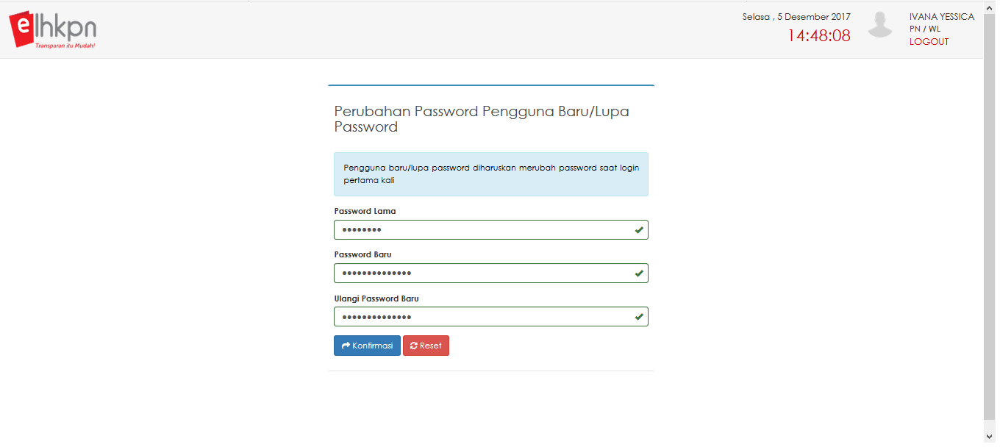 elhkpn
Transparan itu Mudah!
Selasa , 5 Desember 2017
14:48:08
IVANA YESSICA
PN / WL
LOGOUT
Perubahan Password Pengguna Baru/Lupa
Password
Pengguna baru/lupa password diharuskan merubah password saat login
pertama kali
Password Lama
••••••••
Password Baru
••••••••••••••
Ulangi Password Baru
••••••••••••••
Konfirmasi
Reset